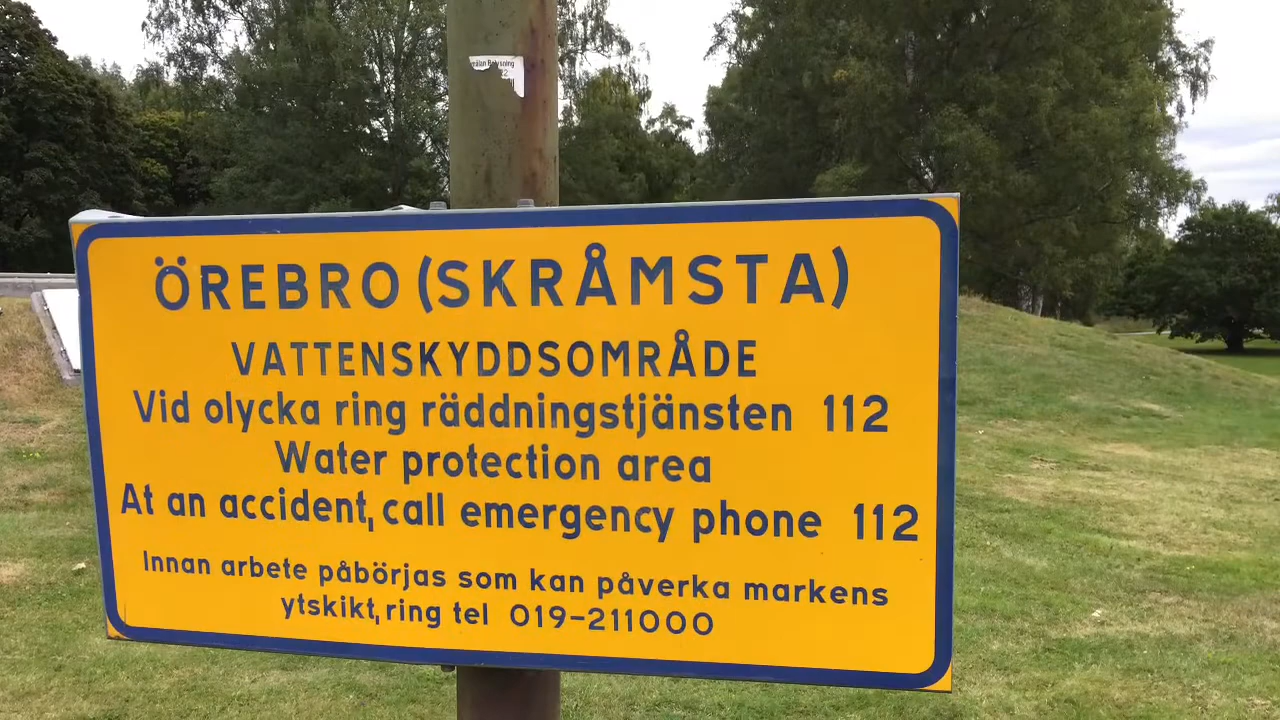 Belysning
ÖREBRO (SKRÅMSTA)
VATTENSKYDDSOMRÅDE
Vid olycka ring räddningstjänsten 112
Water protection area
At an accident, call emergency phone 112
Innan arbete påbörjas som kan påverka markens
ytskikt, ring tel 019-211000